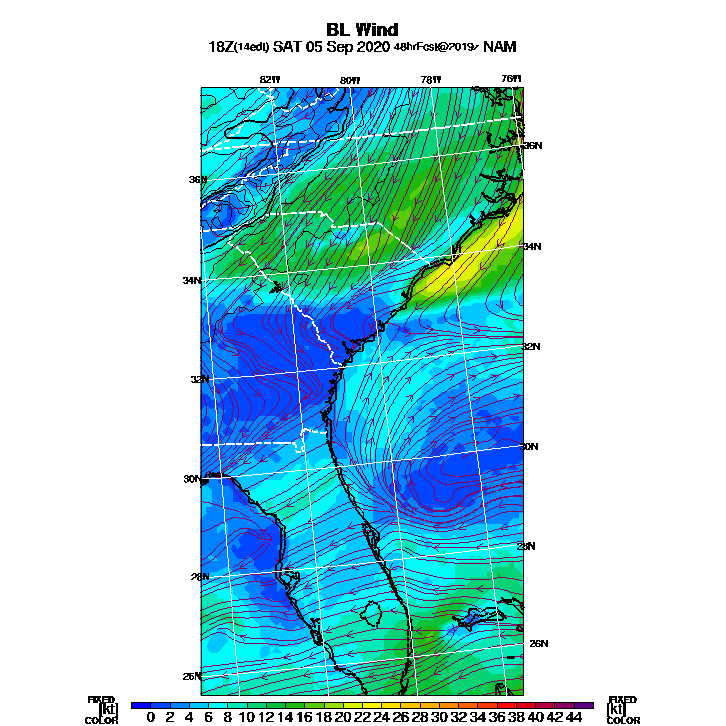 BL Wind
18Z(14edt) SAT 05 Sep 2020 48hrFcst@2019z NAM
82W 80W 78W 76W
36N
36N
34N
34N
32N
32N
30N
30N
28N
28N
26N
26N
FIXED FIXED
[kt] 0 2 4 6 8 10 12 14 16 18 20 22 24 26 28 30 32 34 36 38 40 42 44 [kt]
COLOR COLOR